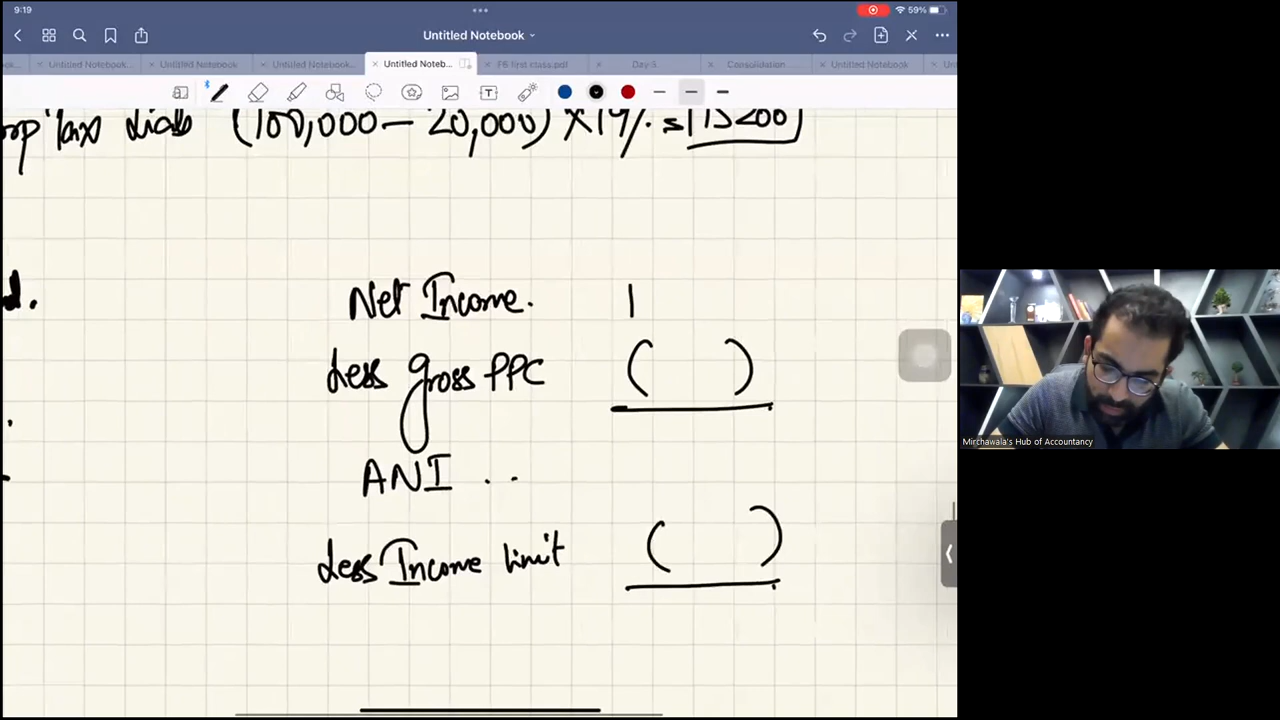 9:19
59%
Untitled Notebook
Untitled Notebook...
Untitled Notebook
Untitled Notebook...
Untitled Noteb...
F6 first class.pdf
Day 5
Consolidation
Untitled Notebook
Tax Liab (100,000 - 20,000) X 19% = 15200
d.
Net Income. 1
Less gross PPC ( )
ANI ..
Less Income limit ( )
Mirchawala's Hub of Accountancy